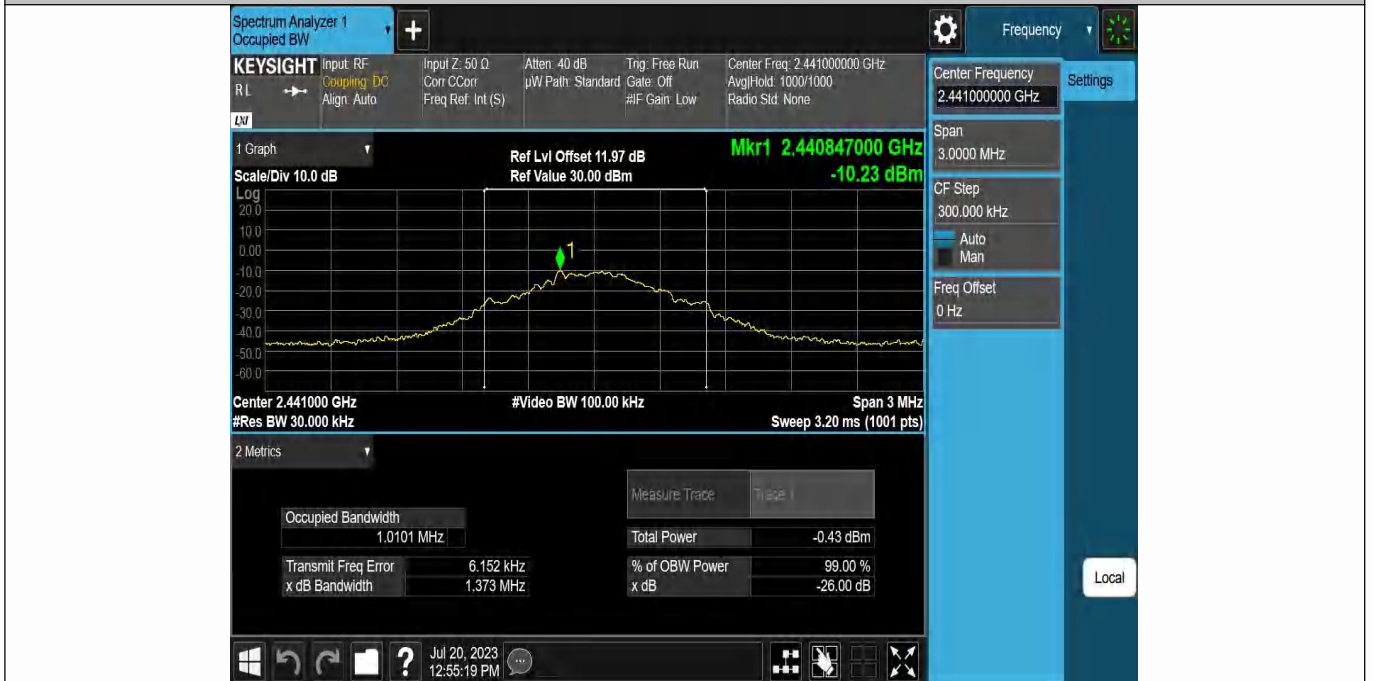 Spectrum Analyzer 1
Occupied BW
+
Frequency
KEYSIGHT
R L
LXI
Input: RF
Coupling: DC
Align: Auto
Input Z: 50 Ω
Corr CCorr
Freq Ref: Int (S)
Atten: 40 dB
µW Path: Standard
Trig: Free Run
Gate: Off
#IF Gain: Low
Center Freq: 2.441000000 GHz
Avg|Hold: 1000/1000
Radio Std: None
Center Frequency
2.441000000 GHz
Settings
Span
3.0000 MHz
CF Step
300.000 kHz
Auto
Man
Freq Offset
0 Hz
Local
1 Graph
Scale/Div 10.0 dB
Ref Lvl Offset 11.97 dB
Ref Value 30.00 dBm
Mkr1 2.440847000 GHz
-10.23 dBm
Log
20.0
10.0
0.00
-10.0
-20.0
-30.0
-40.0
-50.0
-60.0
1
Center 2.441000 GHz
#Res BW 30.000 kHz
#Video BW 100.00 kHz
Span 3 MHz
Sweep 3.20 ms (1001 pts)
2 Metrics
Measure Trace Trace 1
Occupied Bandwidth
1.0101 MHz
Total Power -0.43 dBm
Transmit Freq Error 6.152 kHz
% of OBW Power 99.00 %
x dB Bandwidth 1.373 MHz
x dB -26.00 dB
?
Jul 20, 2023
12:55:19 PM